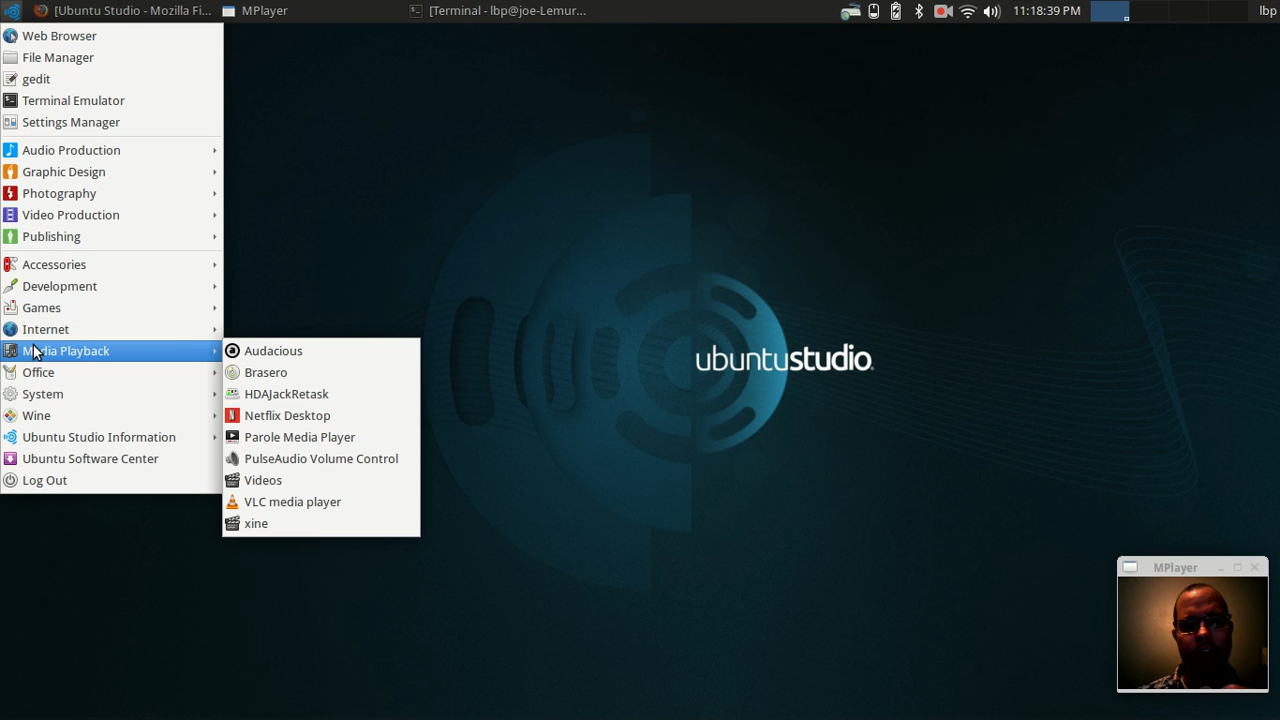 [Ubuntu Studio - Mozilla Fi...
MPlayer
[Terminal - lbp@joe-Lemur...
11:18:39 PM
lbp
Web Browser
File Manager
gedit
Terminal Emulator
Settings Manager
Audio Production
Graphic Design
Photography
Video Production
Publishing
Accessories
Development
Games
Internet
Media Playback
Office
System
Wine
Ubuntu Studio Information
Ubuntu Software Center
Log Out
Audacious
Brasero
HDAJackRetask
Netflix Desktop
Parole Media Player
PulseAudio Volume Control
Videos
VLC media player
xine
ubuntustudio
MPlayer